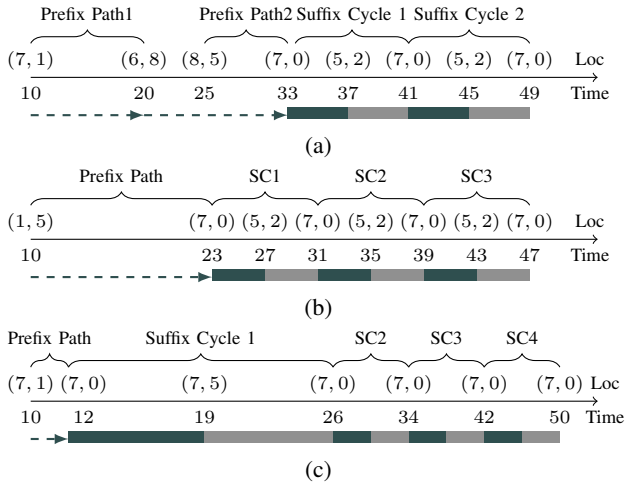 Prefix Path1 Prefix Path2 Suffix Cycle 1 Suffix Cycle 2
(7, 1) (6, 8) (8, 5) (7, 0) (5, 2) (7, 0) (5, 2) (7, 0) Loc
10 20 25 33 37 41 45 49 Time
(a)
Prefix Path SC1 SC2 SC3
(1, 5) (7, 0) (5, 2) (7, 0) (5, 2) (7, 0) (5, 2) (7, 0) Loc
10 23 27 31 35 39 43 47 Time
(b)
Prefix Path Suffix Cycle 1 SC2 SC3 SC4
(7, 1) (7, 0) (7, 5) (7, 0) (7, 0) (7, 0) (7, 0) Loc
10 12 19 26 34 42 50 Time
(c)